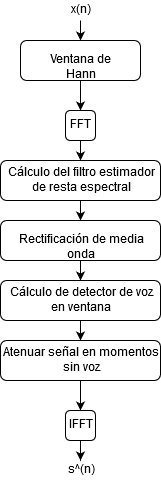 x(n)
Ventana de
Hann
FFT
Cálculo del filtro estimador
de resta espectral
Rectificación de media
onda
Cálculo de detector de voz
en ventana
Atenuar señal en momentos
sin voz
IFFT
s^(n)